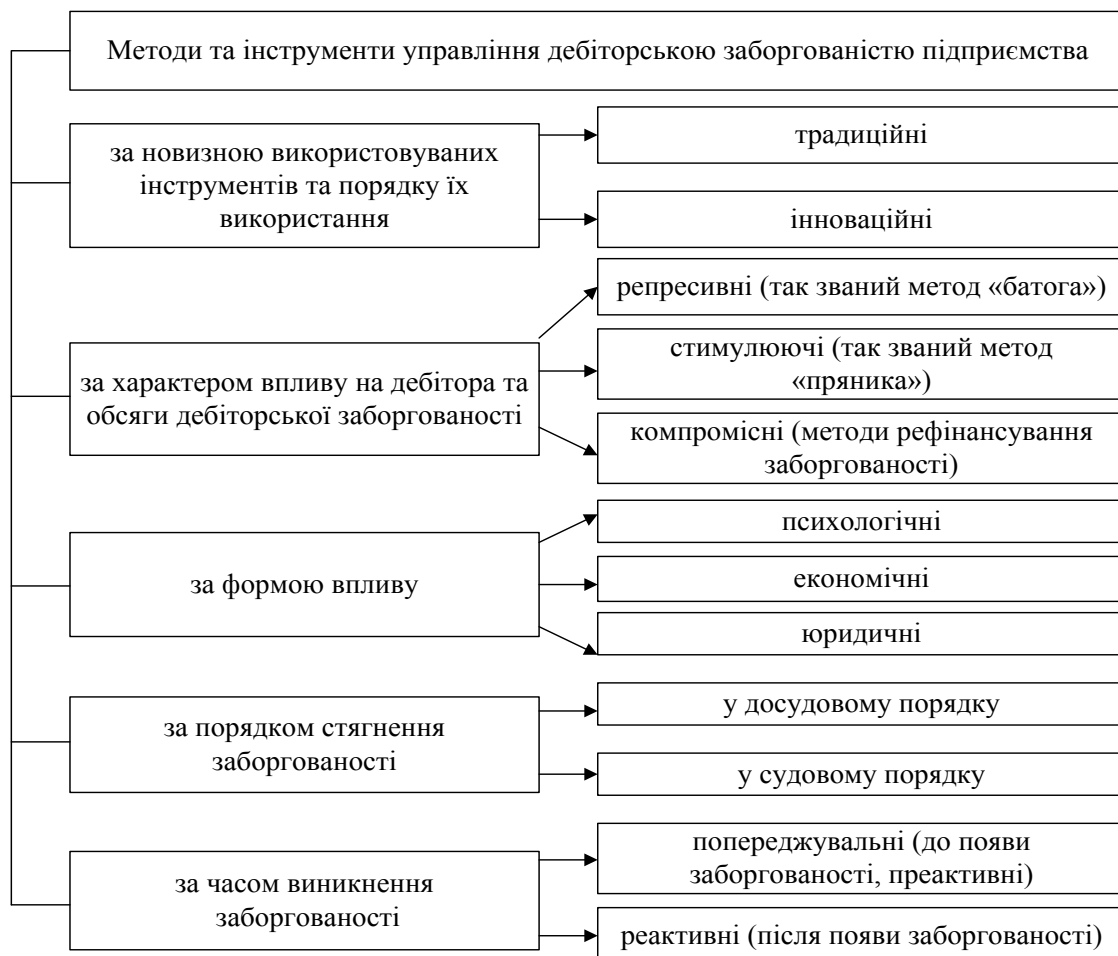 Методи та інструменти управління дебіторською заборгованістю підприємства
за новизною використовуваних
інструментів та порядку їх
використання
традиційні
інноваційні
за характером впливу на дебітора та
обсяги дебіторської заборгованості
репресивні (так званий метод «батога»)
стимулюючі (так званий метод
«пряника»)
компромісні (методи рефінансування
заборгованості)
за формою впливу
психологічні
економічні
юридичні
за порядком стягнення
заборгованості
у досудовому порядку
у судовому порядку
за часом виникнення
заборгованості
попереджувальні (до появи
заборгованості, преактивні)
реактивні (після появи заборгованості)